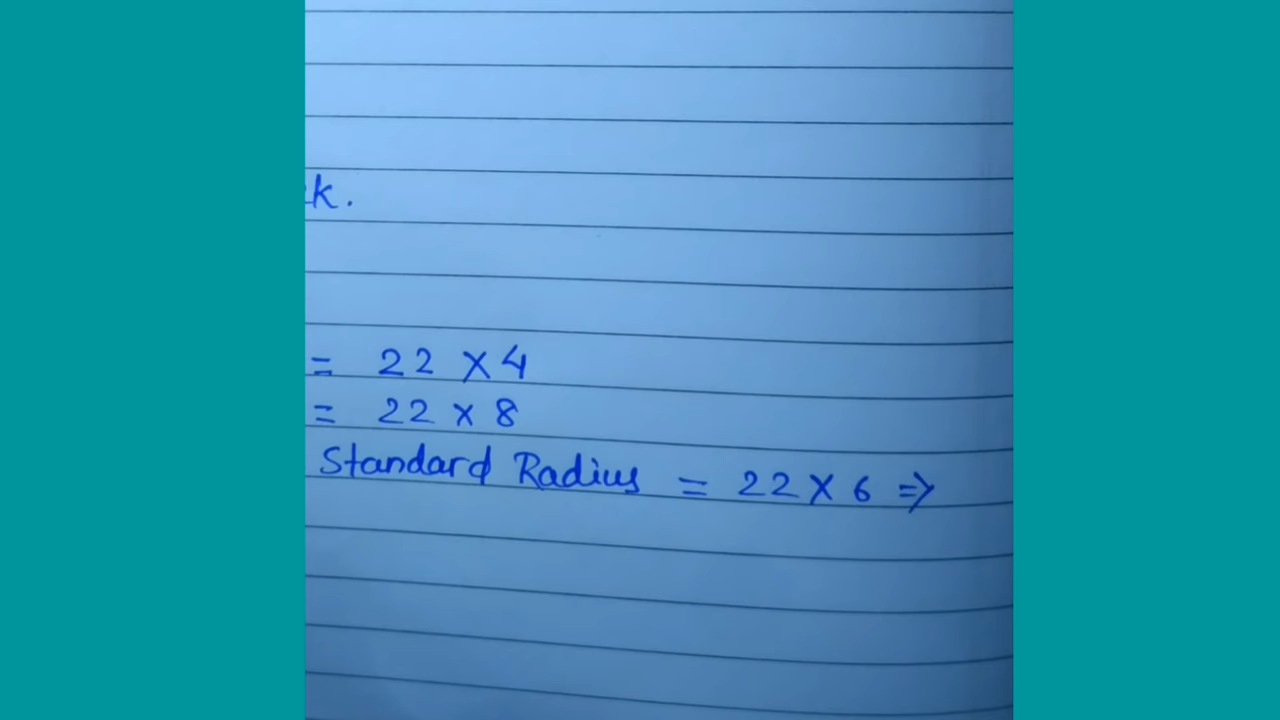 k.
= 22 × 4
= 22 × 8
Standard Radius = 22 × 6 ⇒